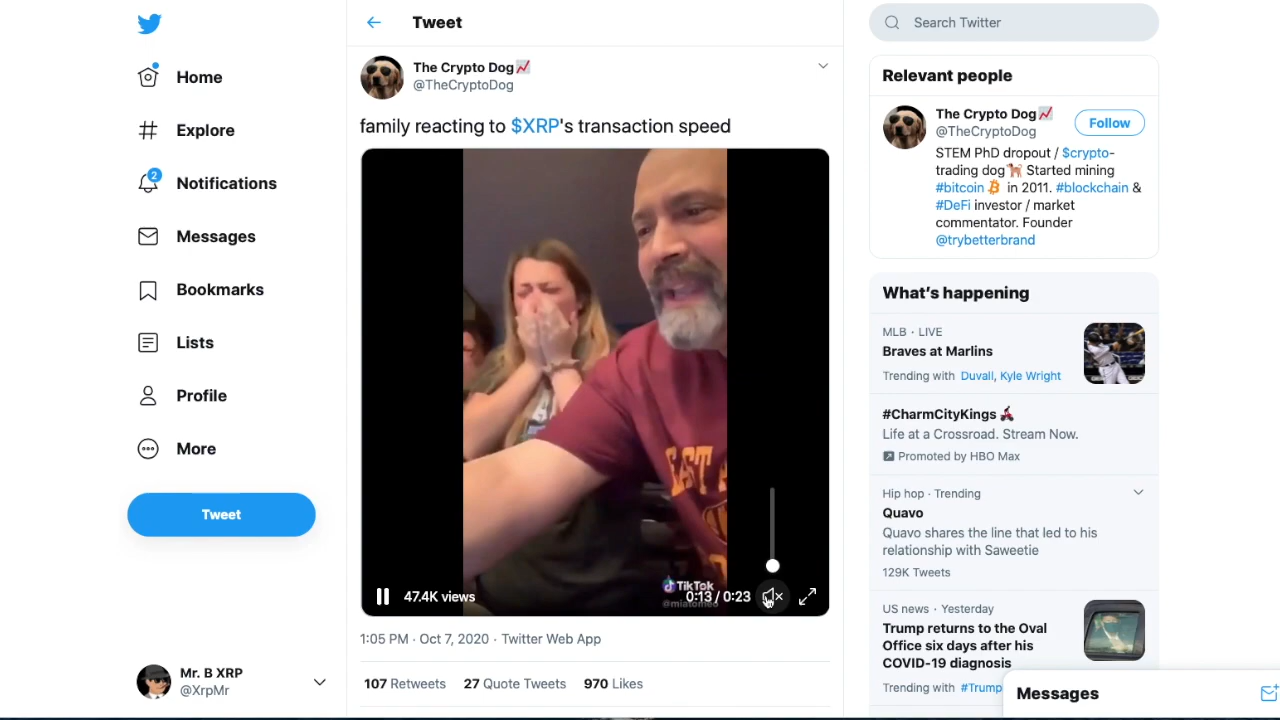 Home
Explore
2
Notifications
Messages
Bookmarks
Lists
Profile
More
Tweet
Mr. B XRP
@XrpMr
Tweet
The Crypto Dog📈
@TheCryptoDog
family reacting to $XRP's transaction speed
TikTok
47.4K views
0:13 / 0:23
1:05 PM · Oct 7, 2020 · Twitter Web App
107 Retweets 27 Quote Tweets 970 Likes
Search Twitter
Relevant people
The Crypto Dog📈
@TheCryptoDog
Follow
STEM PhD dropout / $crypto-
trading dog🐕 Started mining
#bitcoin in 2011. #blockchain &
#DeFi investor / market
commentator. Founder
@trybetterbrand
What's happening
MLB · LIVE
Braves at Marlins
Trending with Duvall, Kyle Wright
#CharmCityKings
Life at a Crossroad. Stream Now.
Promoted by HBO Max
Hip hop · Trending
Quavo
Quavo shares the line that led to his
relationship with Saweetie
129K Tweets
US news · Yesterday
Trump returns to the Oval
Office six days after his
COVID-19 diagnosis
Trending with #Trump
Messages